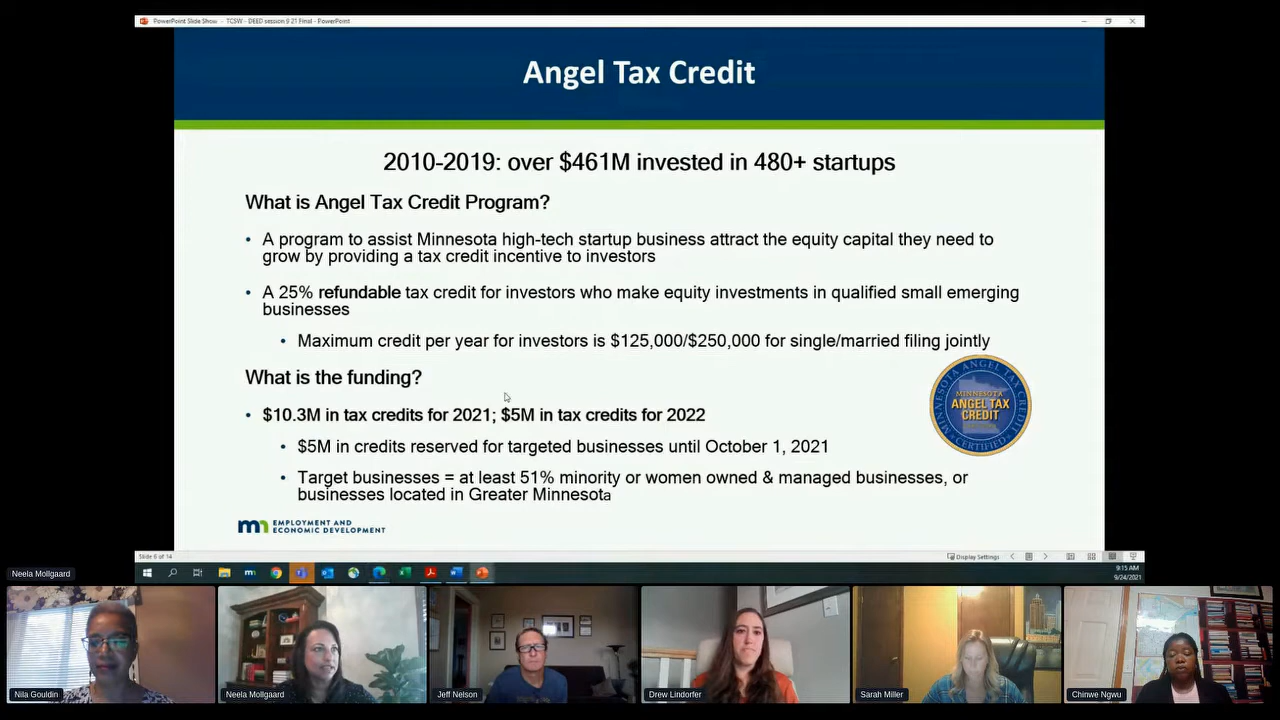 PowerPoint Slide Show - TCSW - DEED session 9 21 Final - PowerPoint
Angel Tax Credit
2010-2019: over $461M invested in 480+ startups
What is Angel Tax Credit Program?
• A program to assist Minnesota high-tech startup business attract the equity capital they need to
grow by providing a tax credit incentive to investors
• A 25% refundable tax credit for investors who make equity investments in qualified small emerging
businesses
• Maximum credit per year for investors is $125,000/$250,000 for single/married filing jointly
What is the funding?
• $10.3M in tax credits for 2021; $5M in tax credits for 2022
• $5M in credits reserved for targeted businesses until October 1, 2021
• Target businesses = at least 51% minority or women owned & managed businesses, or
businesses located in Greater Minnesota
MINNESOTA ANGEL TAX CREDIT
MINNESOTA
ANGEL TAX
CREDIT
CERTIFIED
mn EMPLOYMENT AND
ECONOMIC DEVELOPMENT
Slide 6 of 14
Display Settings
9:15 AM
9/24/2021
Neela Mollgaard
Nila Gouldin
Neela Mollgaard
Jeff Nelson
Drew Lindorfer
Sarah Miller
Chinwe Ngwu